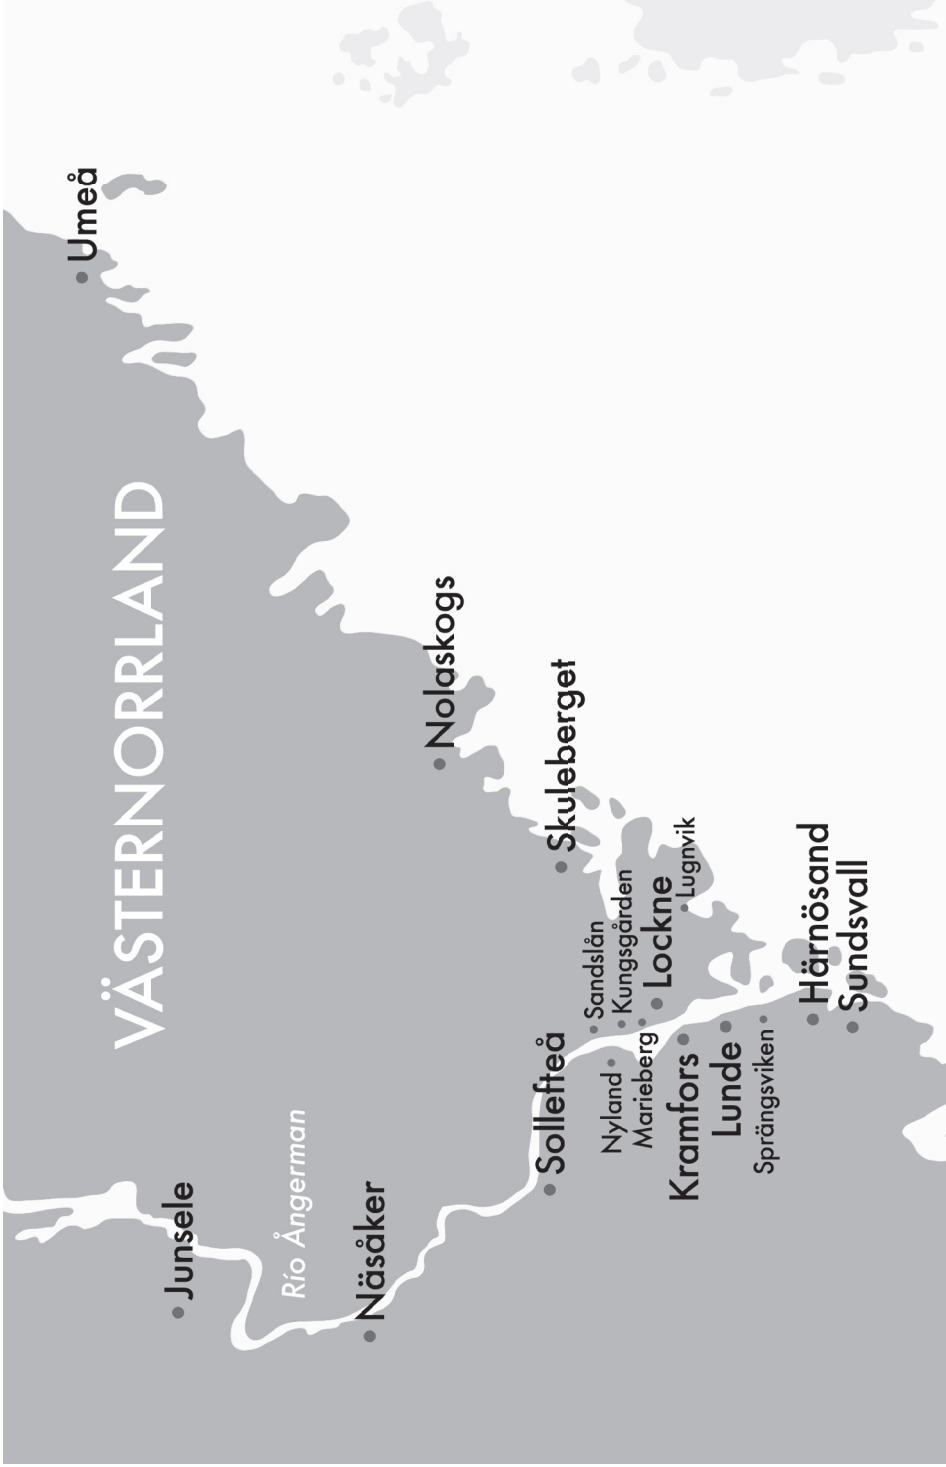 VÄSTERNORRLAND
Umeå
Junsele
Río Ångerman
Näsåker
Nolaskogs
Sollefteå
Skuleberget
Sandslån
Nyland
Kungsgården
Marieberg
Lockne
Kramfors
Lugnvik
Lunde
Sprängsviken
Härnösand
Sundsvall